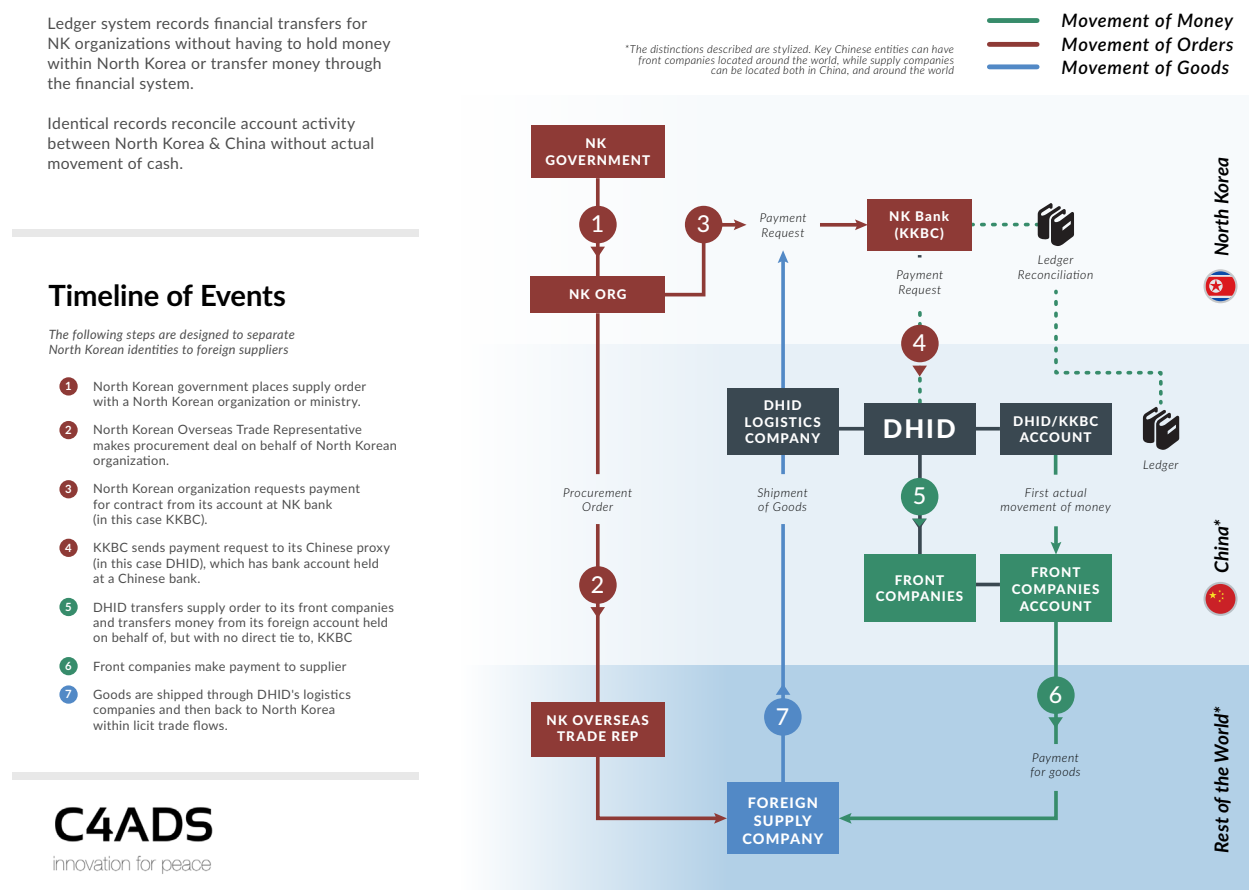 Ledger system records financial transfers for
NK organizations without having to hold money
within North Korea or transfer money through
the financial system.
Identical records reconcile account activity
between North Korea & China without actual
movement of cash.
Timeline of Events
The following steps are designed to separate
North Korean identities to foreign suppliers
1 North Korean government places supply order
with a North Korean organization or ministry.
2 North Korean Overseas Trade Representative
makes procurement deal on behalf of North Korean
organization.
3 North Korean organization requests payment
for contract from its account at NK bank
(in this case KKBC).
4 KKBC sends payment request to its Chinese proxy
(in this case DHID), which has bank account held
at a Chinese bank.
5 DHID transfers supply order to its front companies
and transfers money from its foreign account held
on behalf of, but with no direct tie to, KKBC
6 Front companies make payment to supplier
7 Goods are shipped through DHID's logistics
companies and then back to North Korea
within licit trade flows.
C4ADS
innovation for peace
*The distinctions described are stylized. Key Chinese entities can have
front companies located around the world, while supply companies
can be located both in China, and around the world
Movement of Money
Movement of Orders
Movement of Goods
NK
GOVERNMENT
1
3
Payment
Request
NK Bank
(KKBC)
Ledger
Reconciliation
North Korea
NK ORG
Payment
Request
4
DHID
LOGISTICS
COMPANY
DHID
DHID/KKBC
ACCOUNT
Ledger
Procurement
Order
Shipment
of Goods
5
First actual
movement of money
China*
2
FRONT
COMPANIES
FRONT
COMPANIES
ACCOUNT
NK OVERSEAS
TRADE REP
7
6
Payment
for goods
FOREIGN
SUPPLY
COMPANY
Rest of the World*